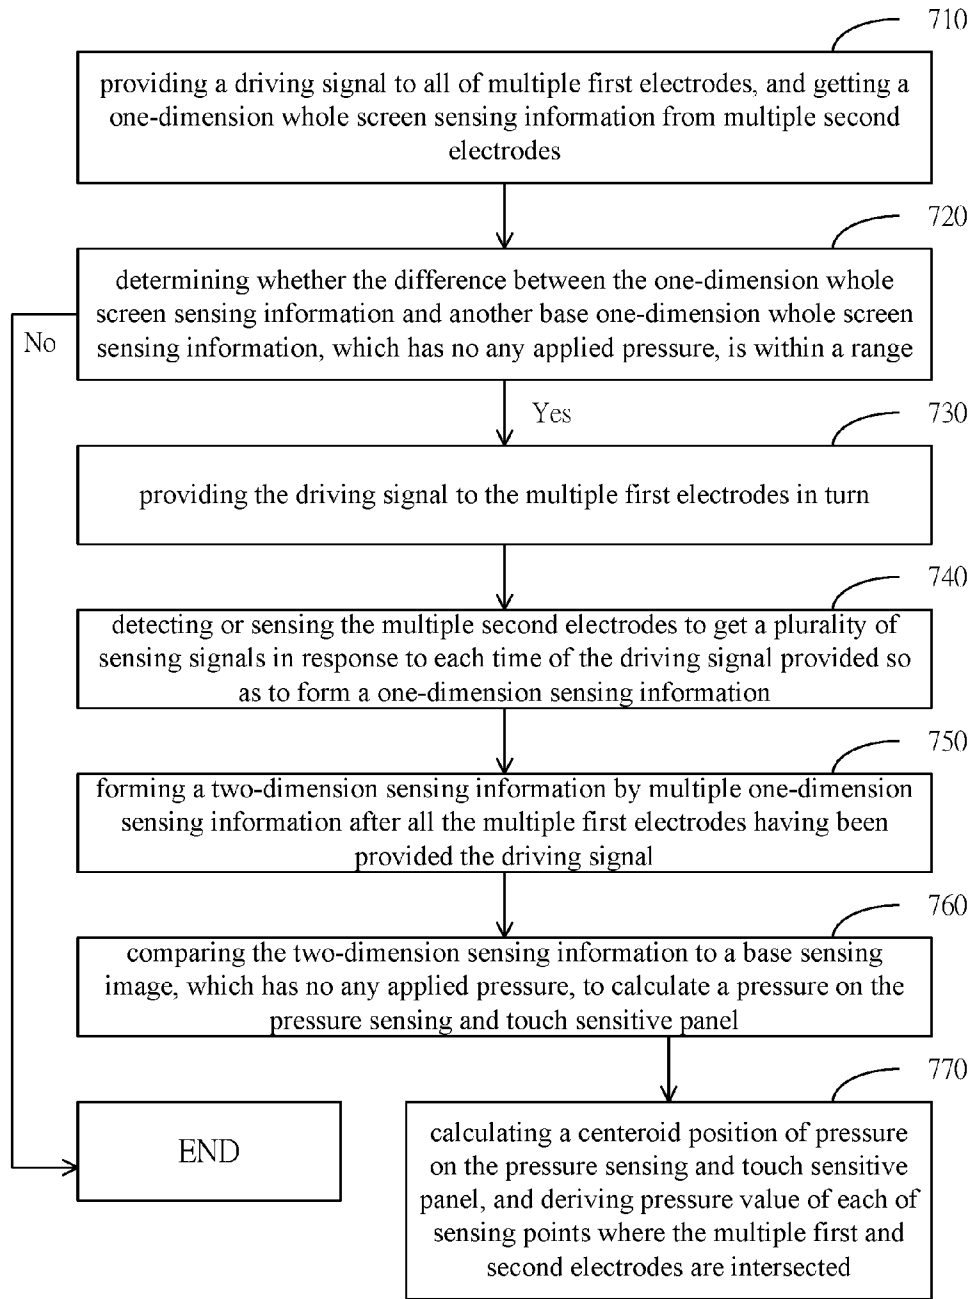 710
providing a driving signal to all of multiple first electrodes, and getting a
one-dimension whole screen sensing information from multiple second
electrodes
720
determining whether the difference between the one-dimension whole
screen sensing information and another base one-dimension whole screen
sensing information, which has no any applied pressure, is within a range
No
Yes
730
providing the driving signal to the multiple first electrodes in turn
740
detecting or sensing the multiple second electrodes to get a plurality of
sensing signals in response to each time of the driving signal provided so
as to form a one-dimension sensing information
750
forming a two-dimension sensing information by multiple one-dimension
sensing information after all the multiple first electrodes having been
provided the driving signal
760
comparing the two-dimension sensing information to a base sensing
image, which has no any applied pressure, to calculate a pressure on the
pressure sensing and touch sensitive panel
770
END
calculating a centeroid position of pressure
on the pressure sensing and touch sensitive
panel, and deriving pressure value of each of
sensing points where the multiple first and
second electrodes are intersected